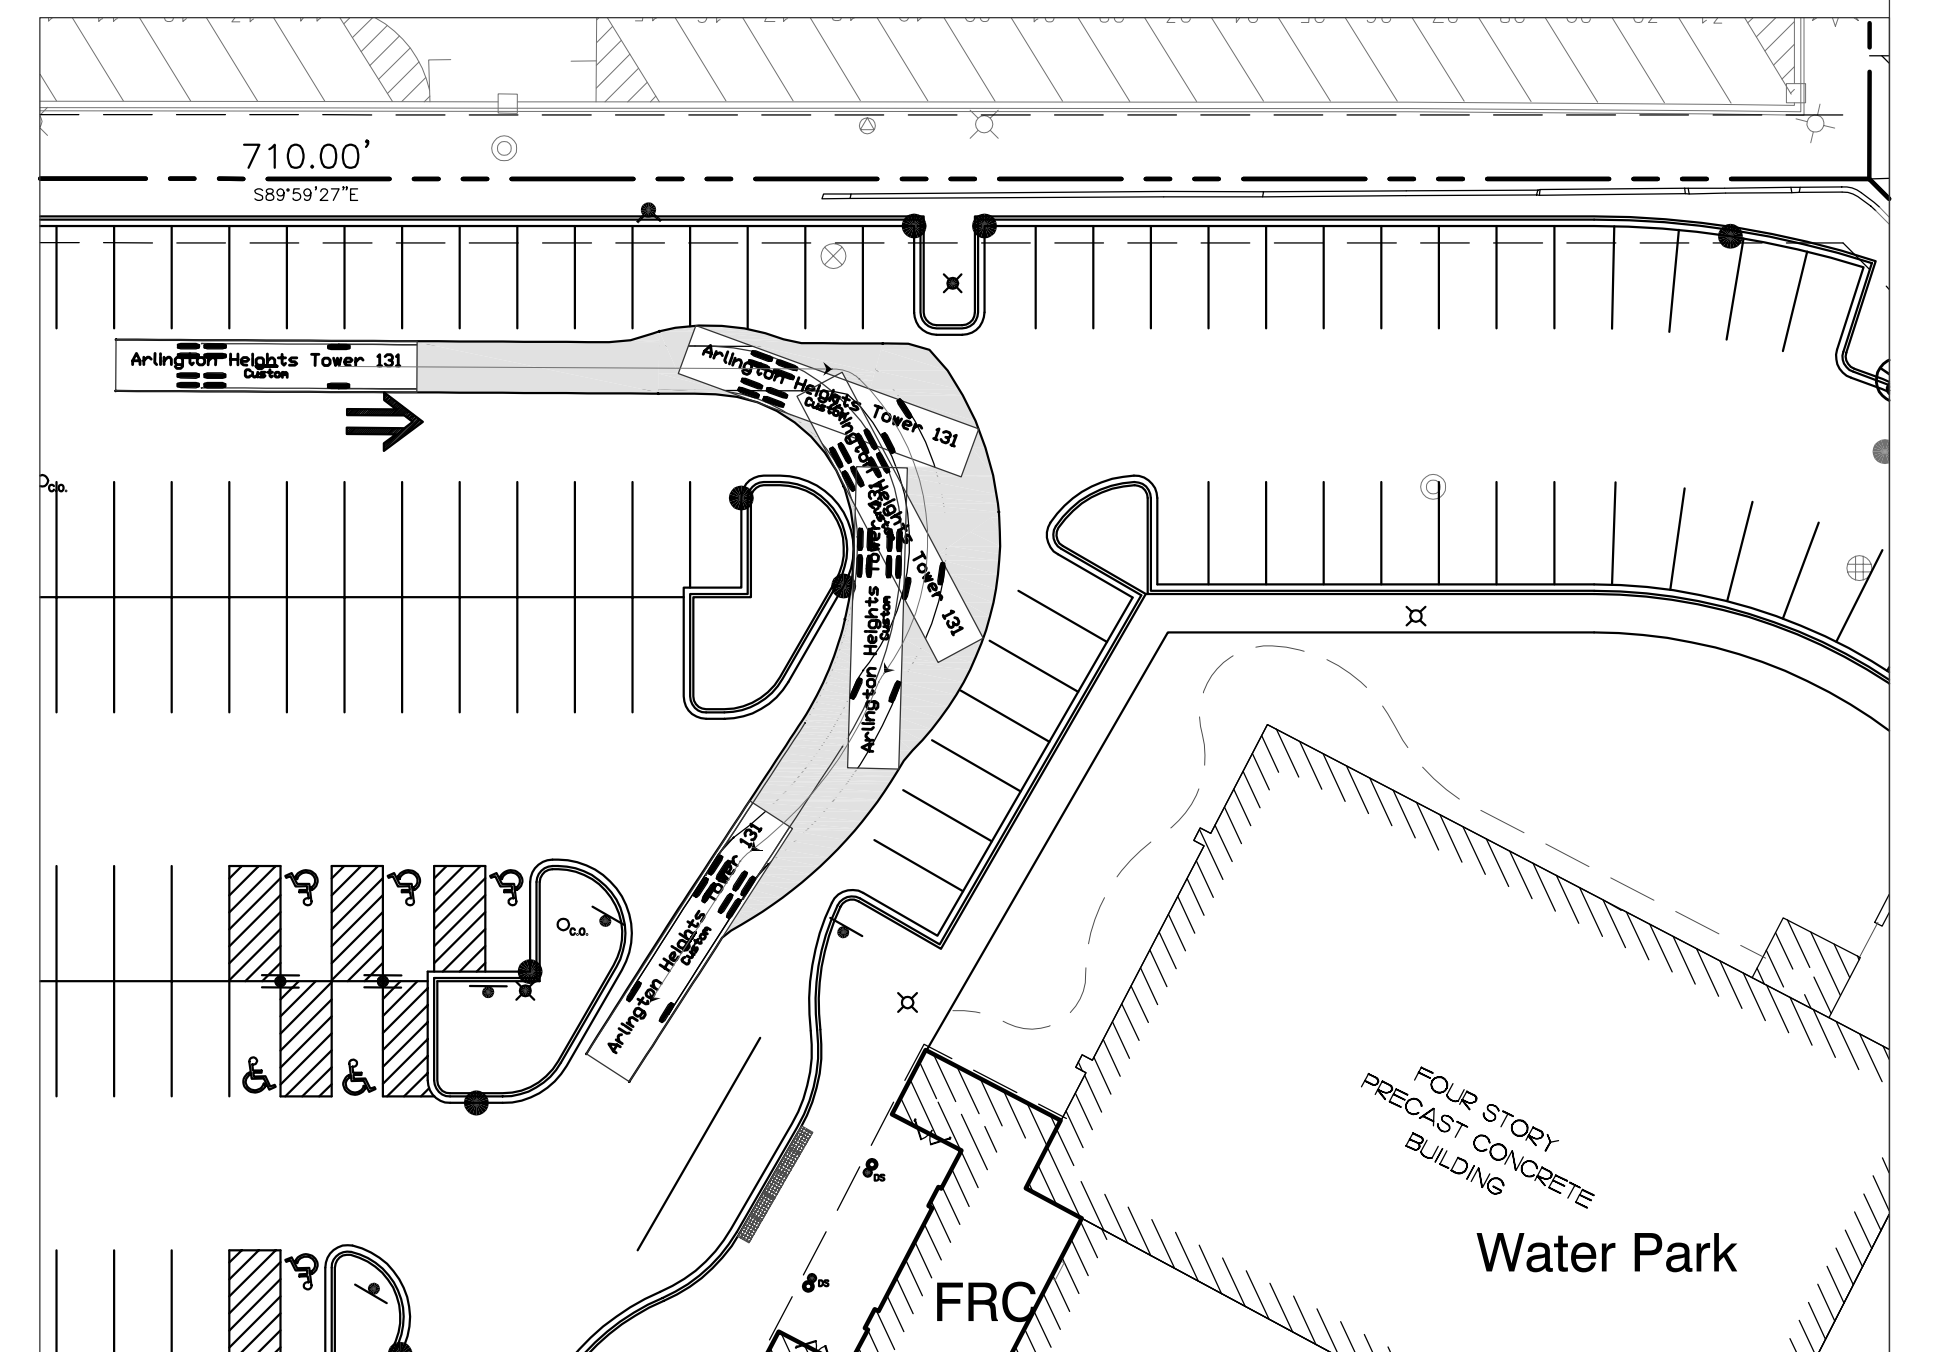 710.00'
S89°59'27"E
Arlington Heights Tower 131
Custom
Arlington Heights Tower 131
Custom
Arlington Heights Tower 131
Custom
Arlington Heights Tower 131
Custom
Arlington Heights Tower 131
Custom
c.o.
C.O.
DS
DS
FOUR STORY
PRECAST CONCRETE
BUILDING
Water Park
FRC